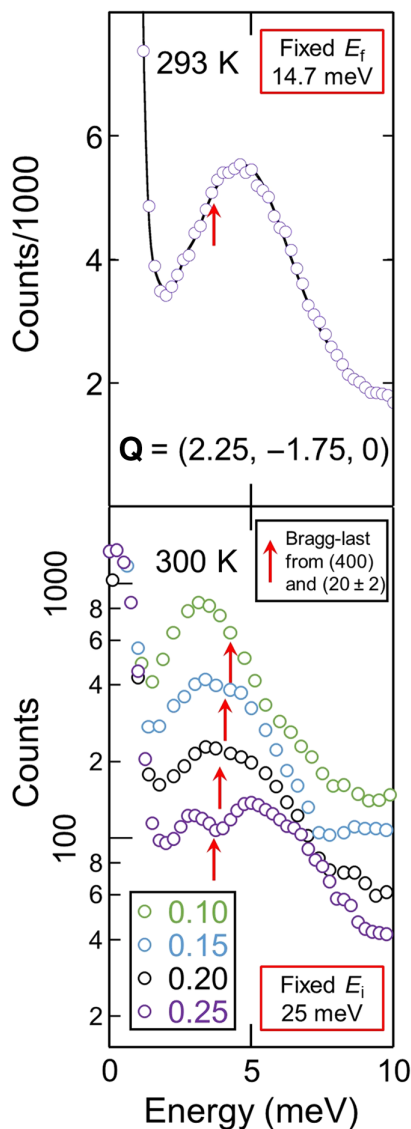 293 K
Fixed Ef
14.7 meV
6
4
2
Counts/1000
Q = (2.25, −1.75, 0)
300 K
Bragg-last
from (400)
and (20 ± 2)
1000
8
6
4
2
100
8
6
4
2
Counts
0.10
0.15
0.20
0.25
Fixed Ei
25 meV
0
5
10
Energy (meV)